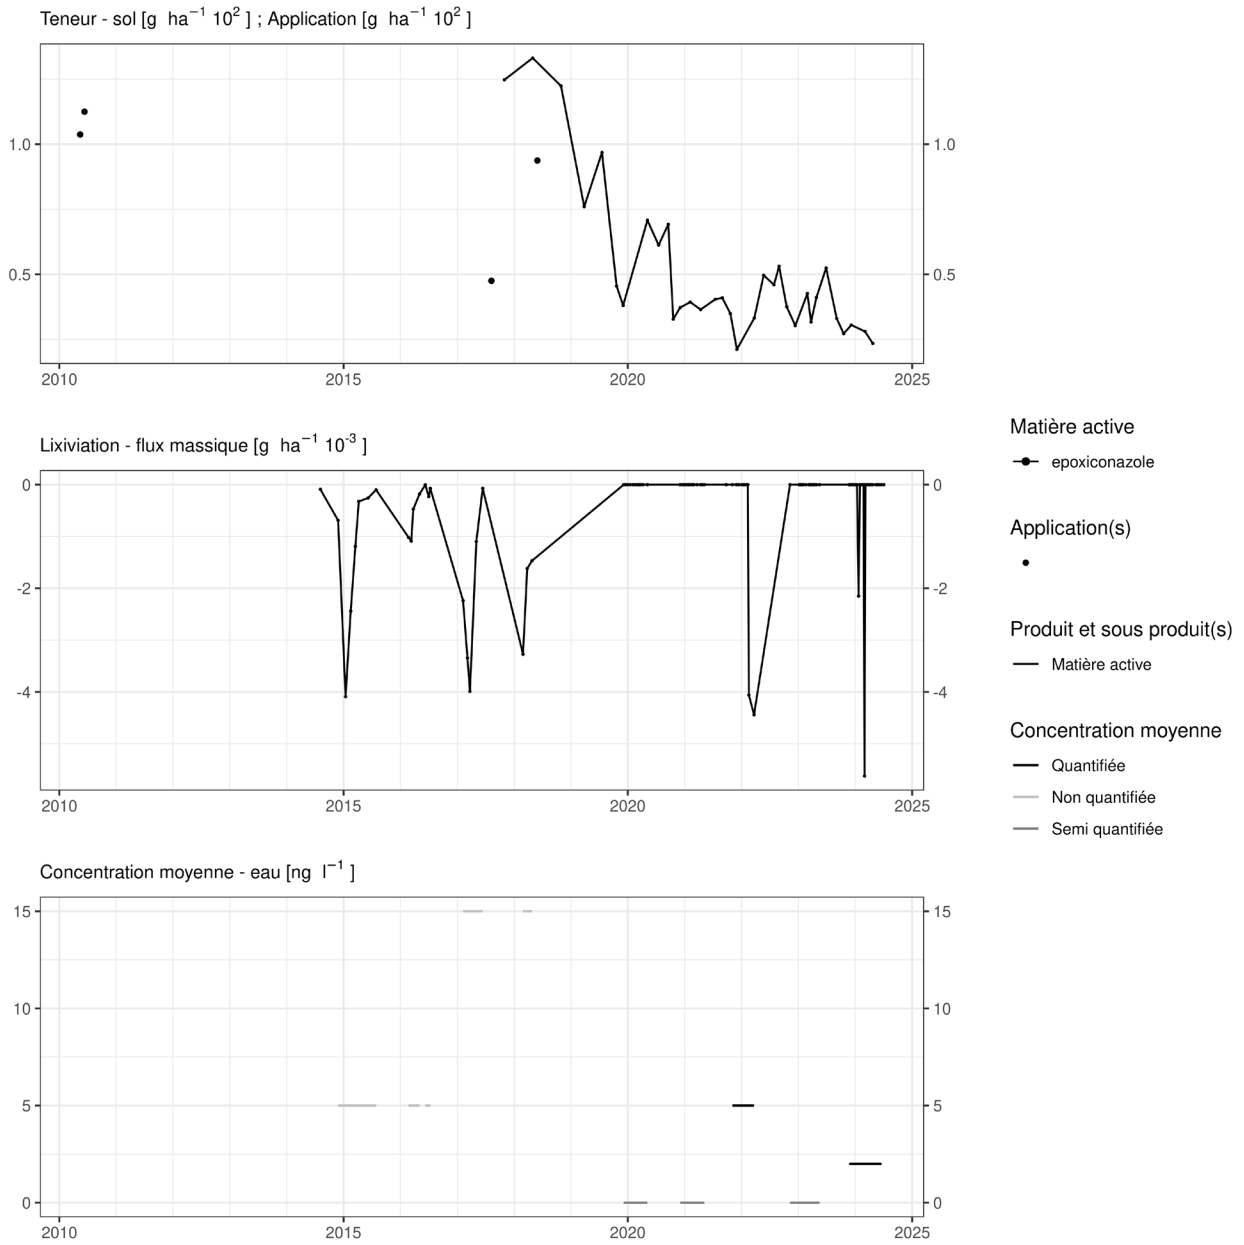 Teneur - sol [g ha⁻¹ 10² ] ; Application [g ha⁻¹ 10² ]
1.0
1.0
0.5
0.5
2010
2015
2020
2025
Lixiviation - flux massique [g ha⁻¹ 10⁻³ ]
0
0
-2
-2
-4
-4
2010
2015
2020
2025
Concentration moyenne - eau [ng l⁻¹ ]
15
15
10
10
5
5
0
0
2010
2015
2020
2025
Matière active
epoxiconazole
Application(s)
Produit et sous produit(s)
Matière active
Concentration moyenne
Quantifiée
Non quantifiée
Semi quantifiée